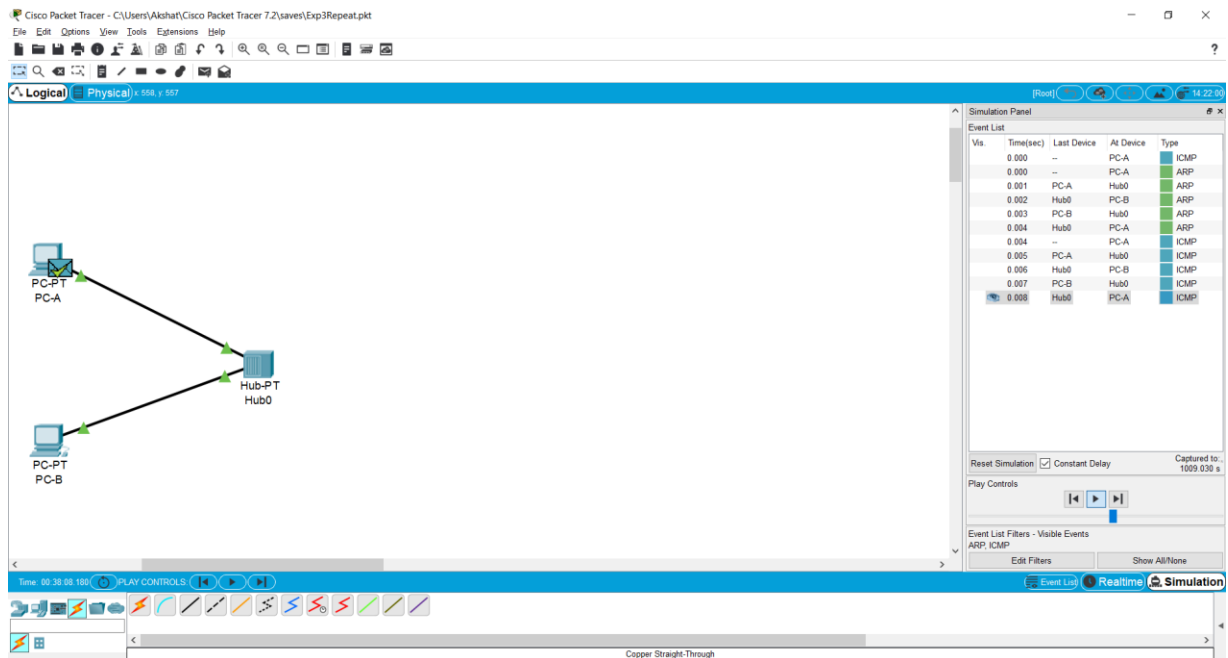 Cisco Packet Tracer - C:\Users\Akshat\Cisco Packet Tracer 7.2\saves\Exp3Repeat.pkt
File Edit Options View Tools Extensions Help
?
Logical Physical x: 558, y: 557 [Root] 14:22:00
Simulation Panel
Event List
Vis. Time(sec) Last Device At Device Type
0.000 -- PC-A ICMP
0.000 -- PC-A ARP
0.001 PC-A Hub0 ARP
0.002 Hub0 PC-B ARP
0.003 PC-B Hub0 ARP
0.004 Hub0 PC-A ARP
0.004 -- PC-A ICMP
0.005 PC-A Hub0 ICMP
0.006 Hub0 PC-B ICMP
0.007 PC-B Hub0 ICMP
0.008 Hub0 PC-A ICMP
PC-PT
PC-A
Hub-PT
Hub0
PC-PT
PC-B
Reset Simulation Constant Delay Captured to:
1009.030 s
Play Controls
Event List Filters - Visible Events
ARP, ICMP
Edit Filters Show All/None
Time: 00:38:08.180 PLAY CONTROLS: Event List Realtime Simulation
Copper Straight-Through